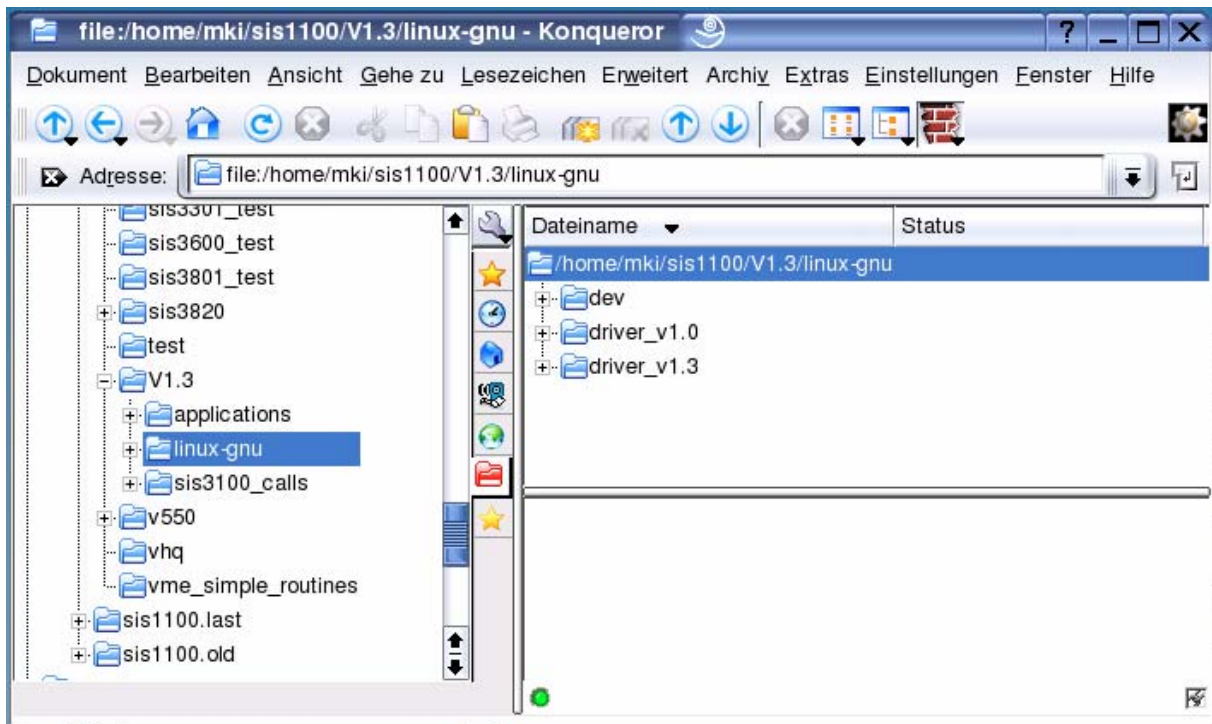 file:/home/mki/sis1100/V1.3/linux-gnu - Konqueror
Dokument Bearbeiten Ansicht Gehe zu Lesezeichen Erweitert Archiv Extras Einstellungen Fenster Hilfe
Adresse: file:/home/mki/sis1100/V1.3/linux-gnu
sis3301_test
sis3600_test
sis3801_test
sis3820
test
V1.3
applications
linux-gnu
sis3100_calls
v550
vhq
vme_simple_routines
sis1100.last
sis1100.old
Dateiname Status
/home/mki/sis1100/V1.3/linux-gnu
dev
driver_v1.0
driver_v1.3